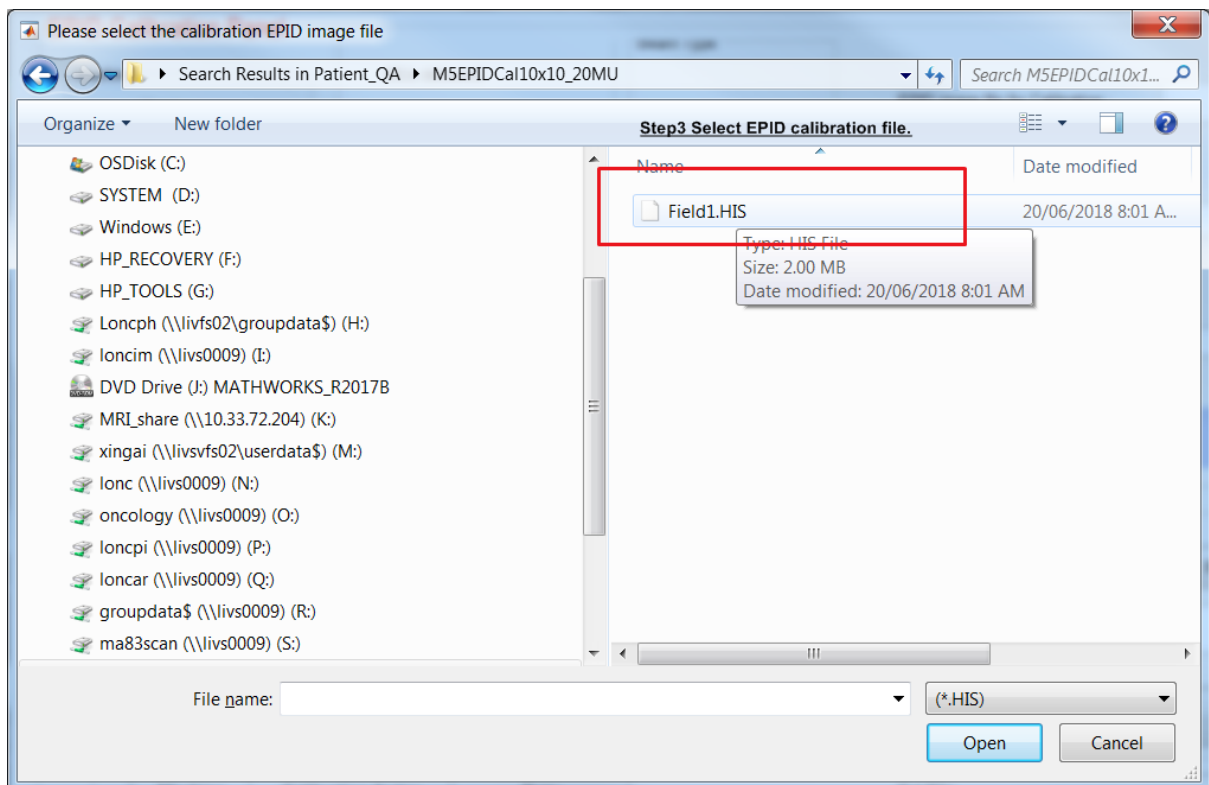 Please select the calibration EPID image file
Search Results in Patient_QA ▸ M5EPIDCal10x10_20MU
Search M5EPIDCal10x1...
Organize
New folder
Step3 Select EPID calibration file.
Name
Date modified
OSDisk (C:)
SYSTEM (D:)
Windows (E:)
HP_RECOVERY (F:)
HP_TOOLS (G:)
Loncph (\\livfs02\groupdata$) (H:)
loncim (\\livs0009) (I:)
DVD Drive (J:) MATHWORKS_R2017B
MRI_share (\\10.33.72.204) (K:)
xingai (\\livsvfs02\userdata$) (M:)
lonc (\\livs0009) (N:)
oncology (\\livs0009) (O:)
loncpi (\\livs0009) (P:)
loncar (\\livs0009) (Q:)
groupdata$ (\\livs0009) (R:)
ma83scan (\\livs0009) (S:)
Field1.HIS
20/06/2018 8:01 A...
Type: HIS File
Size: 2.00 MB
Date modified: 20/06/2018 8:01 AM
File name:
(*.HIS)
Open
Cancel